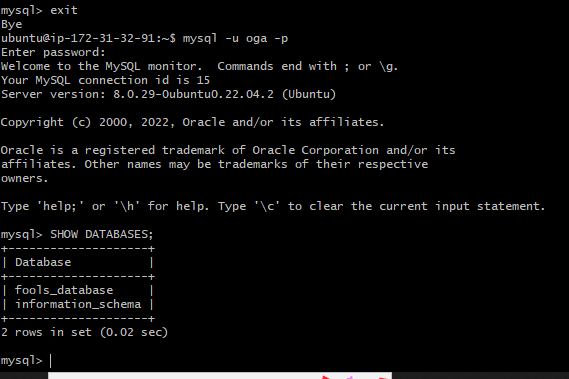 mysql> exit
Bye
ubuntu@ip-172-31-32-91:~$ mysql -u oga -p
Enter password:
Welcome to the MySQL monitor.  Commands end with ; or \g.
Your MySQL connection id is 15
Server version: 8.0.29-0ubuntu0.22.04.2 (Ubuntu)

Copyright (c) 2000, 2022, Oracle and/or its affiliates.

Oracle is a registered trademark of Oracle Corporation and/or its
affiliates. Other names may be trademarks of their respective
owners.

Type 'help;' or '\h' for help. Type '\c' to clear the current input statement.

mysql> SHOW DATABASES;
+--------------------+
| Database           |
+--------------------+
| fools_database     |
| information_schema |
+--------------------+
2 rows in set (0.02 sec)

mysql>